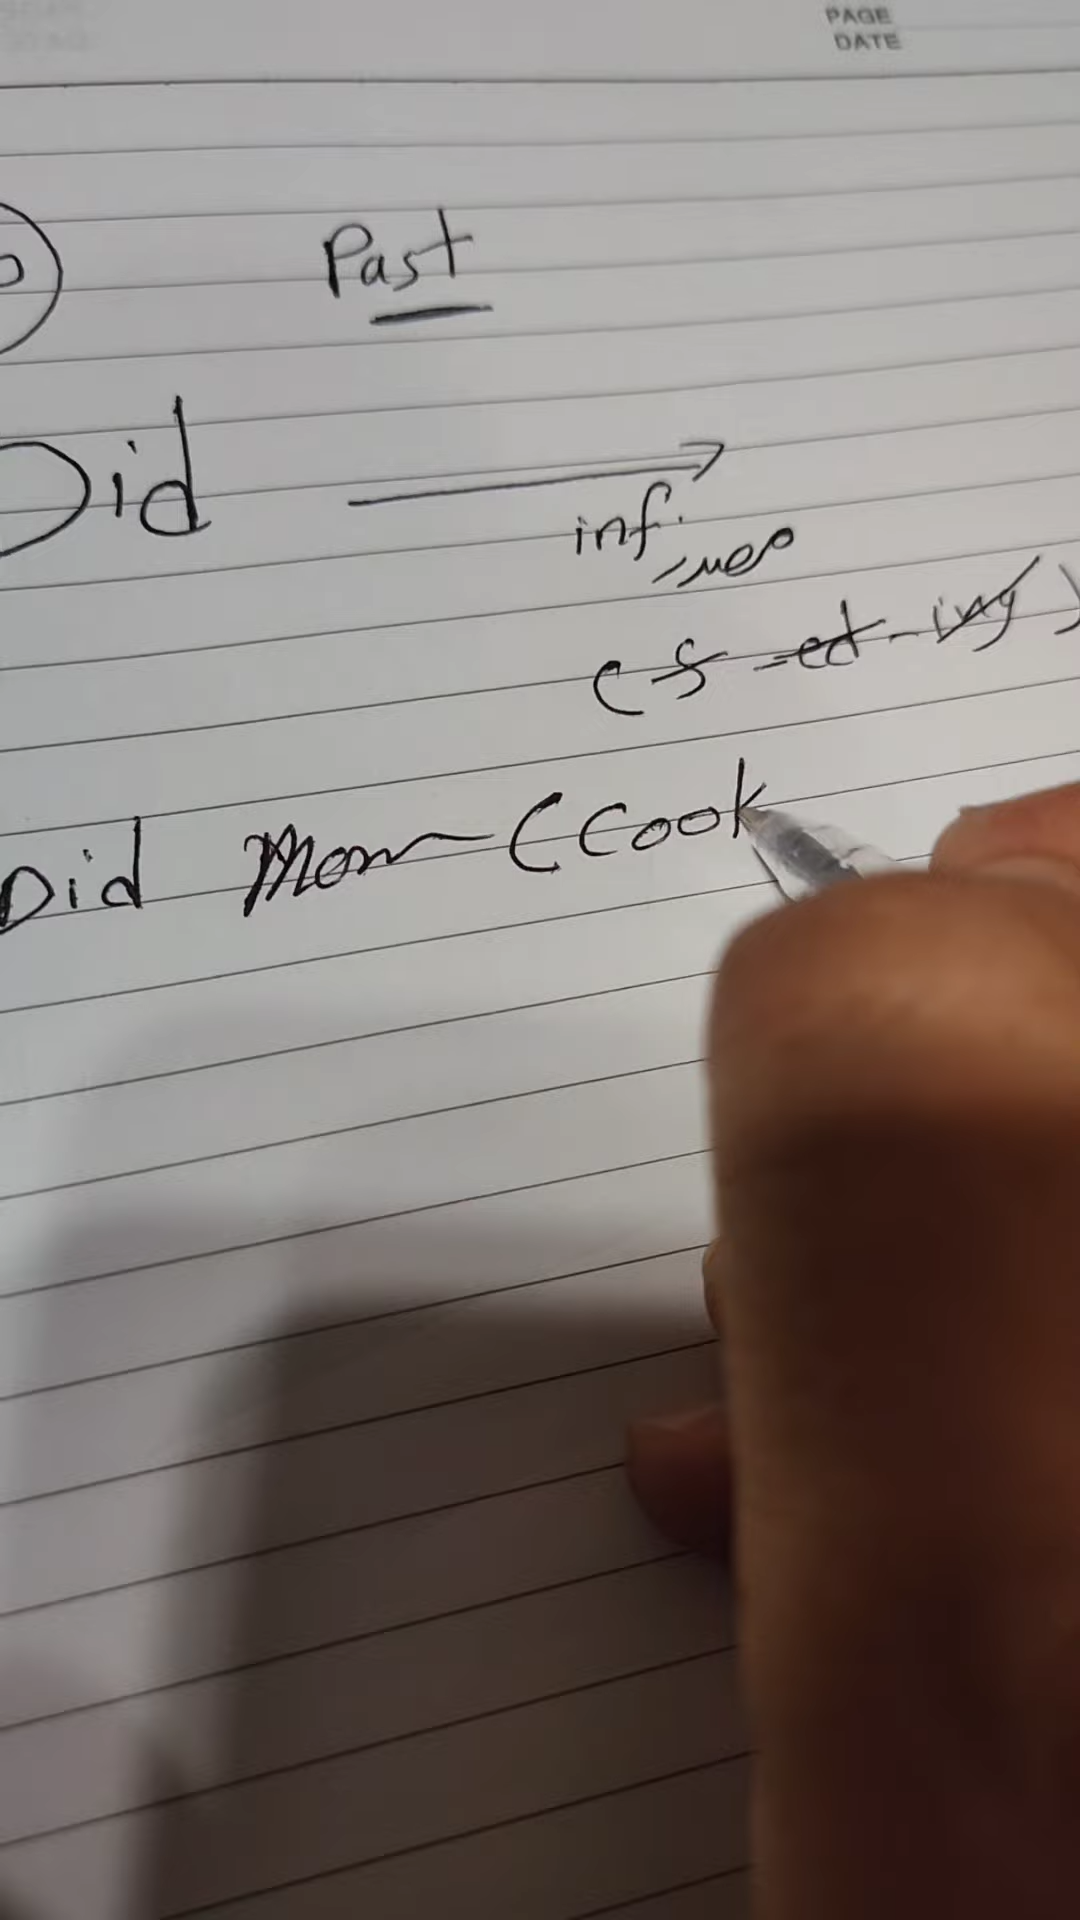 PAGE
DATE
Past
Did
inf.
مصدر
( s - ed - ing )
Did Mom (Cook